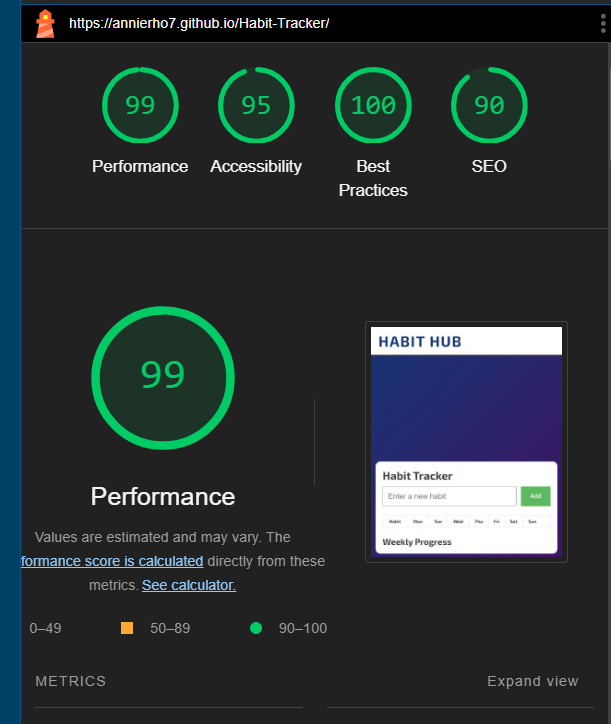 https://annierho7.github.io/Habit-Tracker/
99
95
100
90
Performance
Accessibility
Best
Practices
SEO
99
Performance
Values are estimated and may vary. The
formance score is calculated directly from these
metrics. See calculator.
0–49
50–89
90–100
HABIT HUB
Habit Tracker
Enter a new habit
Add
Habit Mon Tue Wed Thu Fri Sat Sun
Weekly Progress
METRICS
Expand view